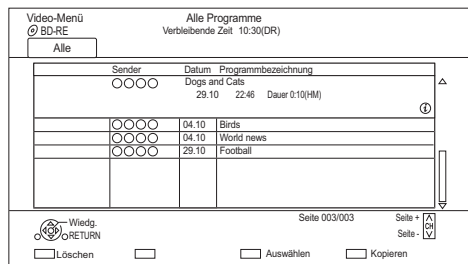 Video-Menü
BD-RE
Alle
Alle Programme
Verbleibende Zeit 10:30(DR)
Sender Datum Programmbezeichnung
Dogs and Cats
29.10 22:46 Dauer 0:10(HM)
04.10 Birds
04.10 World news
29.10 Football
Wiedg.
RETURN
Seite 003/003
Seite +
CH
Seite -
Löschen Auswählen Kopieren